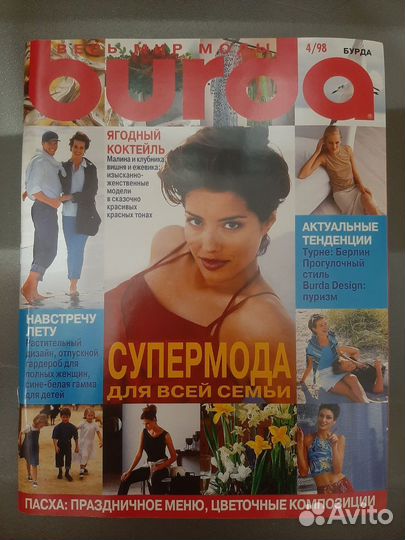 ВЕСЬ МИР МОДЫ
4/98
БУРДА
burda
ЯГОДНЫЙ
КОКТЕЙЛЬ
Малина и клубника,
вишня и ежевика:
изысканно-
женственные
модели
в сказочно
красивых
красных тонах
АКТУАЛЬНЫЕ
ТЕНДЕНЦИИ
Турне: Берлин
Прогулочный
стиль
Burda Design:
пуризм
НАВСТРЕЧУ
ЛЕТУ
Растительный
дизайн, отпускной
гардероб для
полных женщин,
сине-белая гамма
для детей
СУПЕРМОДА
ДЛЯ ВСЕЙ СЕМЬИ
ПАСХА: ПРАЗДНИЧНОЕ МЕНЮ, ЦВЕТОЧНЫЕ КОМПОЗИЦИИ
Avito